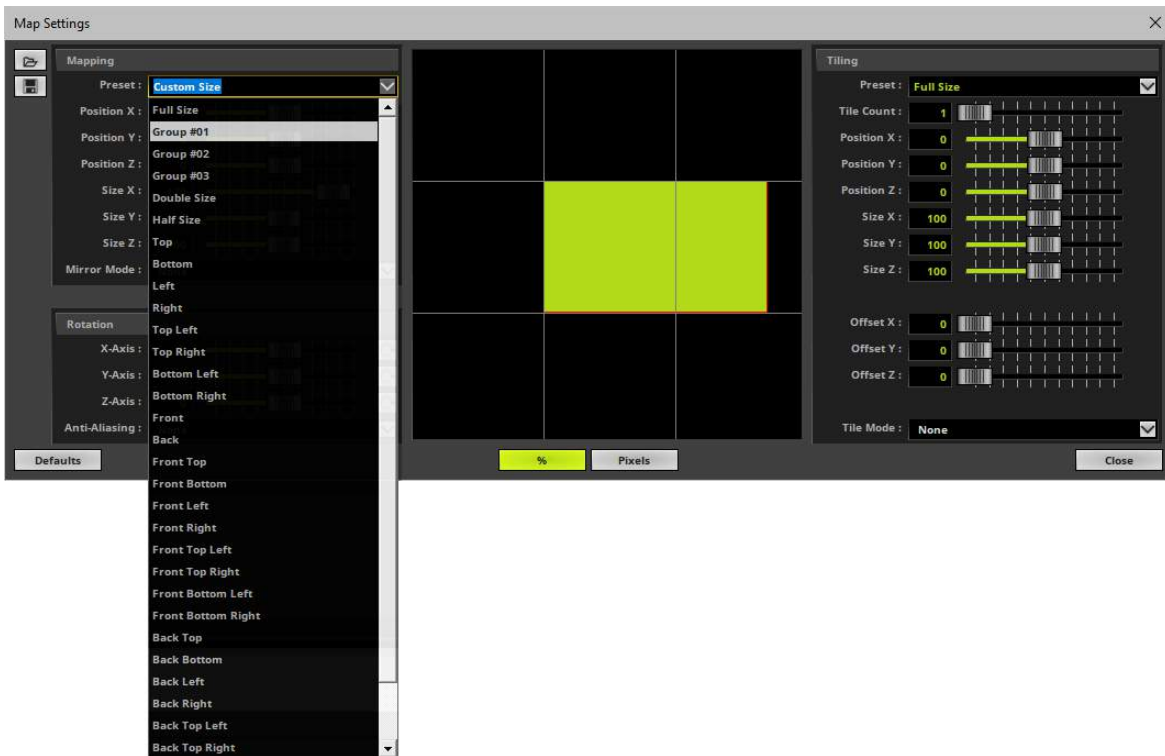 Map Settings
Mapping
Preset : Custom Size
Position X :
Position Y :
Position Z :
Size X :
Size Y :
Size Z :
Mirror Mode :
Full Size
Group #01
Group #02
Group #03
Double Size
Half Size
Top
Bottom
Left
Right
Top Left
Top Right
Bottom Left
Bottom Right
Front
Back
Front Top
Front Bottom
Front Left
Front Right
Front Top Left
Front Top Right
Front Bottom Left
Front Bottom Right
Back Top
Back Bottom
Back Left
Back Right
Back Top Left
Back Top Right
Rotation
X-Axis :
Y-Axis :
Z-Axis :
Anti-Aliasing :
Defaults
% Pixels
Tiling
Preset : Full Size
Tile Count : 1
Position X : 0
Position Y : 0
Position Z : 0
Size X : 100
Size Y : 100
Size Z : 100
Offset X : 0
Offset Y : 0
Offset Z : 0
Tile Mode : None
Close